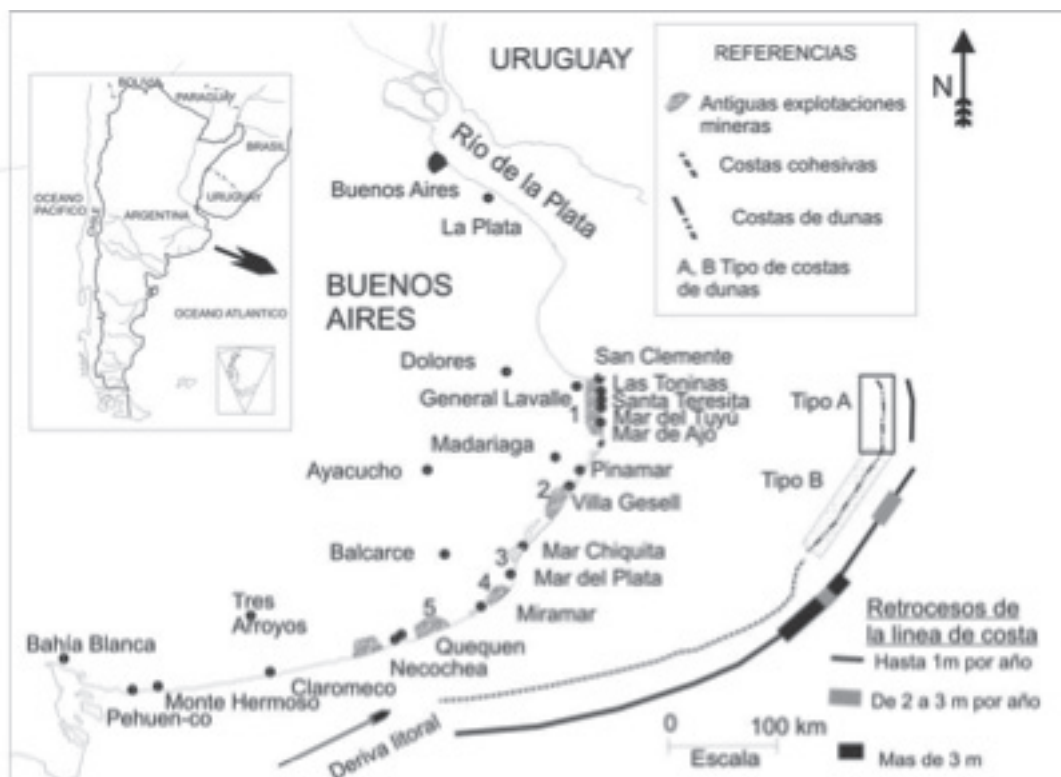 BOLIVIA
PARAGUAY
BRASIL
URUGUAY
OCEANO
PACIFICO
ARGENTINA
OCEANO ATLANTICO
URUGUAY
Río de la Plata
Buenos Aires
La Plata
BUENOS
AIRES
REFERENCIAS
Antiguas explotaciones
mineras
Costas cohesivas
Costas de dunas
A, B Tipo de costas
de dunas
N
Dolores
San Clemente
General Lavalle
Las Toninas
Santa Teresita
1
Mar del Tuyú
Mar de Ajó
Madariaga
Ayacucho
Pinamar
2
Villa Gesell
Balcarce
3
Mar Chiquita
4
Mar del Plata
Tres
Arroyos
5
Miramar
Bahía Blanca
Quequen
Necochea
Claromeco
Monte Hermoso
Pehuen-co
Deriva litoral
Tipo A
Tipo B
Retrocesos de
la linea de costa
Hasta 1m por año
De 2 a 3 m por año
Mas de 3 m
0 100 km
Escala